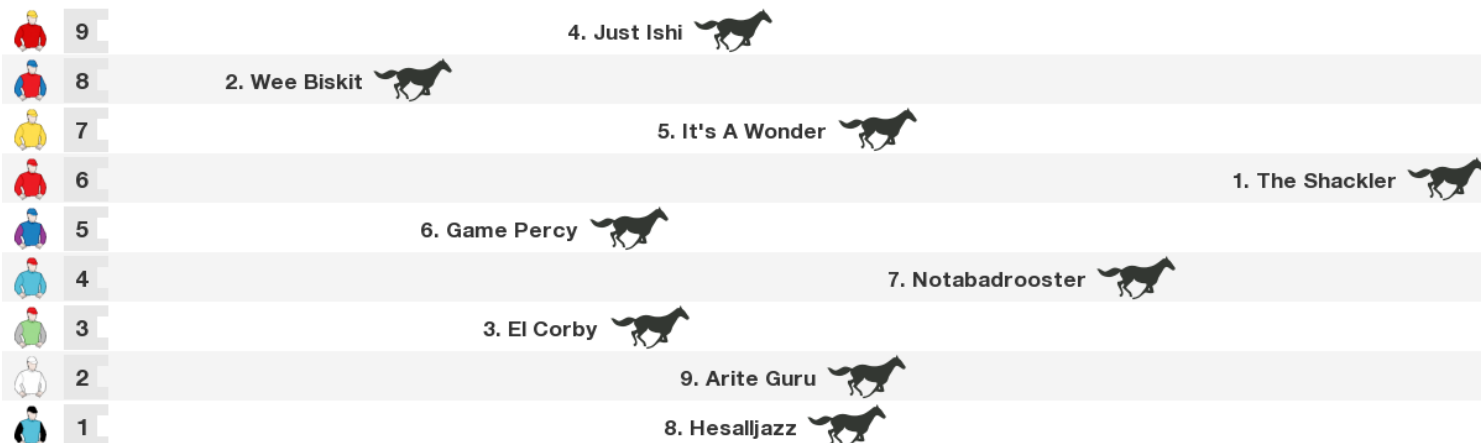 9 4. Just Ishi
8 2. Wee Biskit
7 5. It's A Wonder
6 1. The Shackler
5 6. Game Percy
4 7. Notabadrooster
3 3. El Corby
2 9. Arite Guru
1 8. Hesalljazz